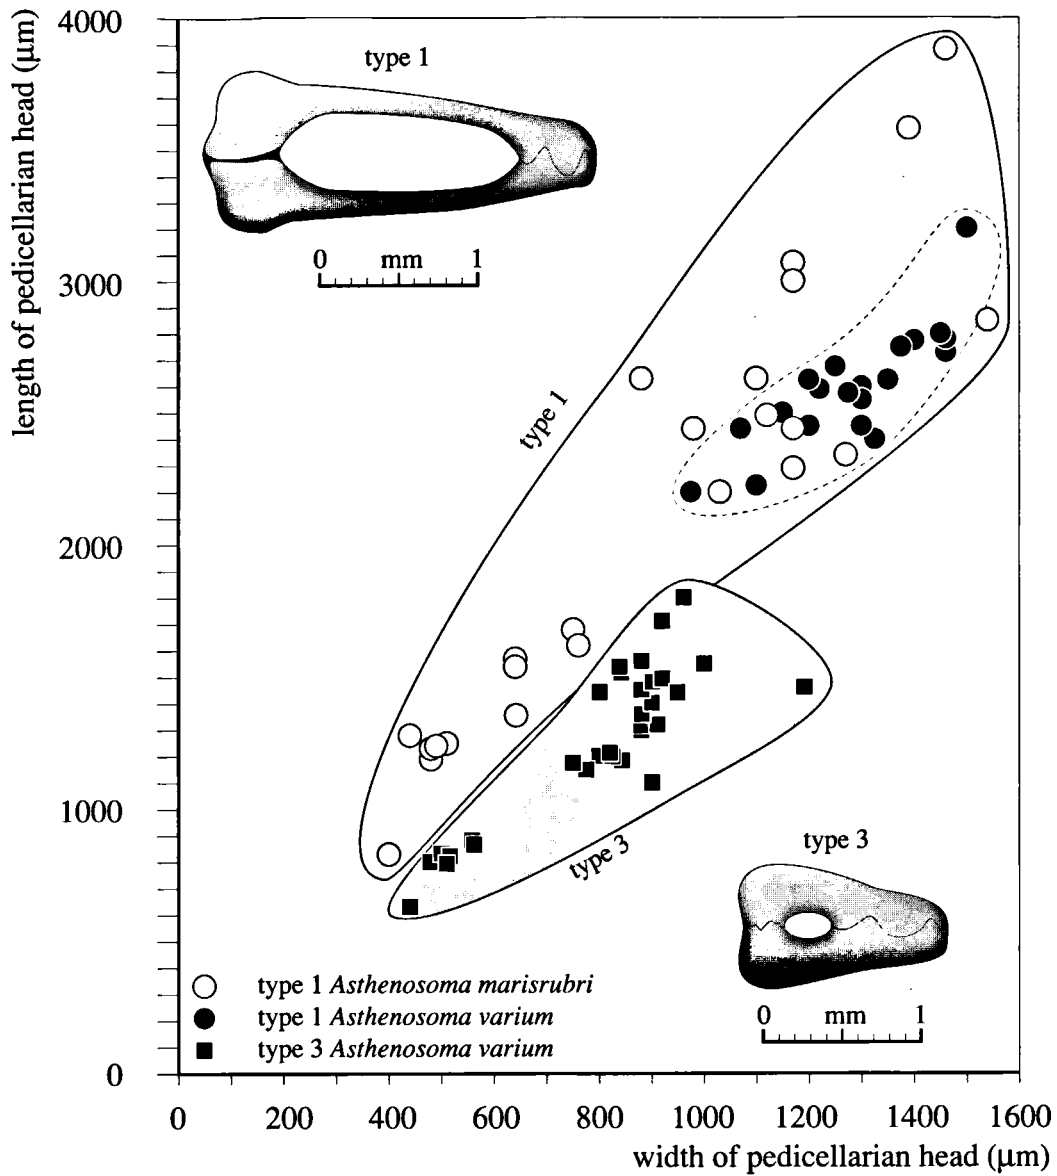 length of pedicellarian head (μm)
4000
3000
2000
1000
0
type 1
0 mm 1
type 1
type 3
type 3
0 mm 1
type 1 Asthenosoma marisrubri
type 1 Asthenosoma varium
type 3 Asthenosoma varium
0 200 400 600 800 1000 1200 1400 1600
width of pedicellarian head (μm)